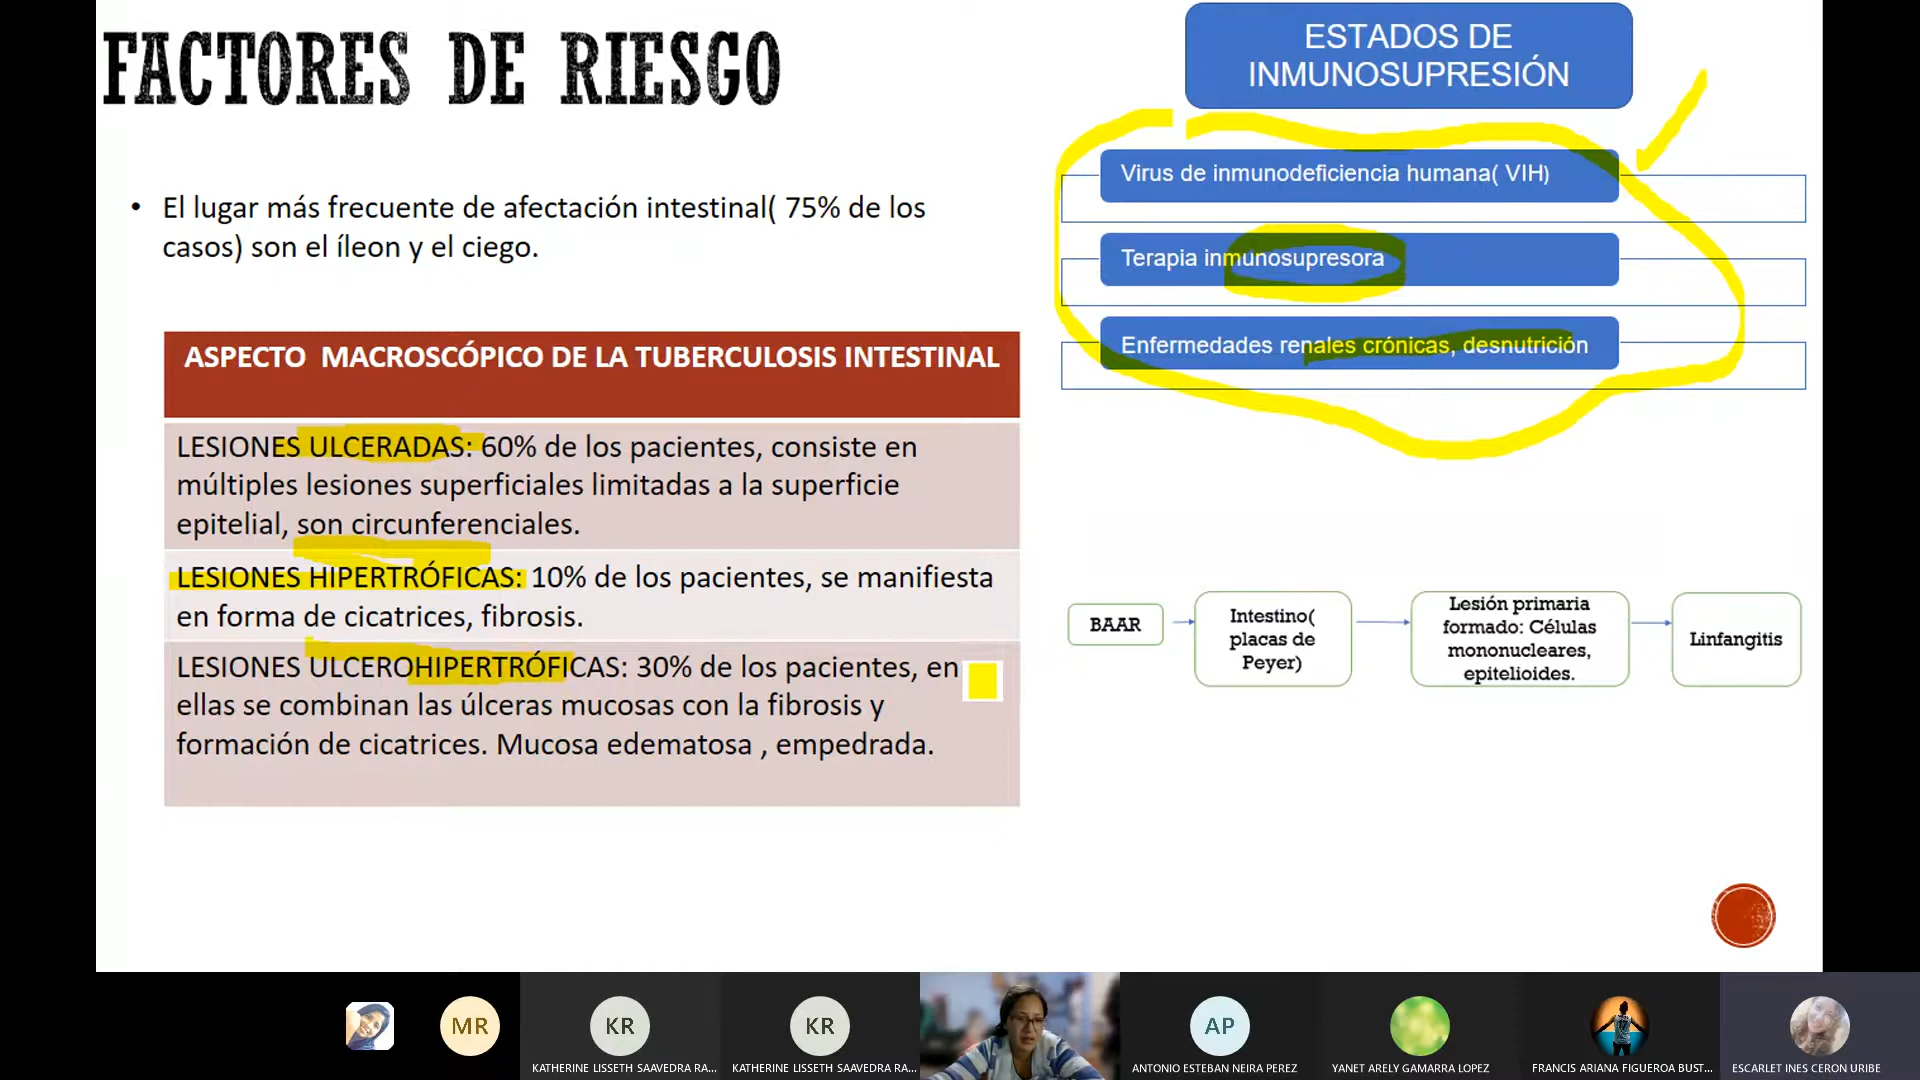 FACTORES DE RIESGO
• El lugar más frecuente de afectación intestinal( 75% de los
casos) son el íleon y el ciego.
ASPECTO MACROSCÓPICO DE LA TUBERCULOSIS INTESTINAL
LESIONES ULCERADAS: 60% de los pacientes, consiste en
múltiples lesiones superficiales limitadas a la superficie
epitelial, son circunferenciales.
LESIONES HIPERTRÓFICAS: 10% de los pacientes, se manifiesta
en forma de cicatrices, fibrosis.
LESIONES ULCEROHIPERTRÓFICAS: 30% de los pacientes, en
ellas se combinan las úlceras mucosas con la fibrosis y
formación de cicatrices. Mucosa edematosa , empedrada.
ESTADOS DE
INMUNOSUPRESIÓN
Virus de inmunodeficiencia humana( VIH)
Terapia inmunosupresora
Enfermedades renales crónicas, desnutrición
BAAR
Intestino(
placas de
Peyer)
Lesión primaria
formado: Células
mononucleares,
epitelioides.
Linfangitis
MR
KR
KATHERINE LISSETH SAAVEDRA RA...
KR
KATHERINE LISSETH SAAVEDRA RA...
AP
ANTONIO ESTEBAN NEIRA PEREZ
YANET ARELY GAMARRA LOPEZ
FRANCIS ARIANA FIGUEROA BUST...
ESCARLET INES CERON URIBE